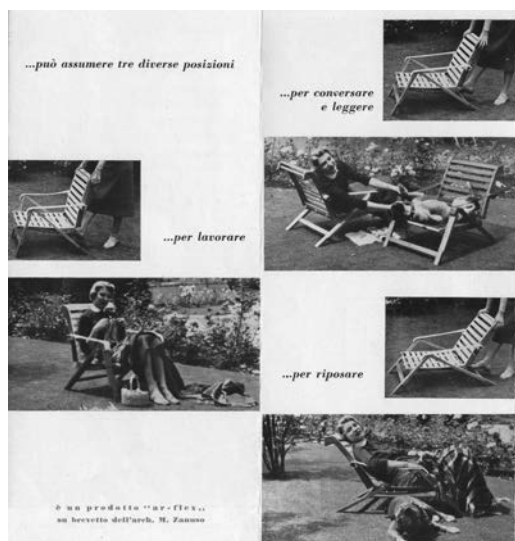 ...può assumere tre diverse posizioni
...per lavorare
è un prodotto "ar-flex„
su brevetto dell'arch. M. Zanuso
...per conversare
e leggere
...per riposare